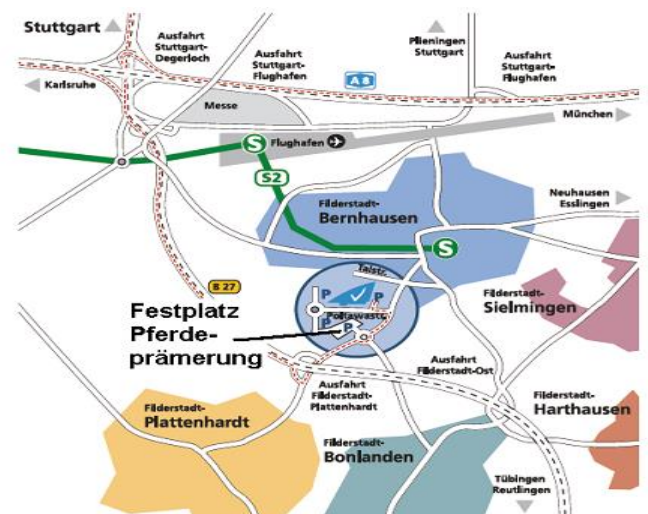 Stuttgart
Ausfahrt
Stuttgart-
Degerloch
Ausfahrt
Stuttgart-
Flughafen
Plieningen
Stuttgart
Ausfahrt
Stuttgart-
Flughafen
Karlsruhe
A 8
Messe
München
Flughafen
S
S2
Filderstadt-
Bernhausen
Neuhausen
Esslingen
S
Talstr.
B 27
P
P
Filderstadt-
Sielmingen
Festplatz
Pferde-
prämerung
Poltawastr.
P
P
Ausfahrt
Filderstadt-Ost
Ausfahrt
Filderstadt-
Plattenhardt
Filderstadt-
Plattenhardt
Filderstadt-
Harthausen
Filderstadt-
Bonlanden
Tübingen
Reutlingen